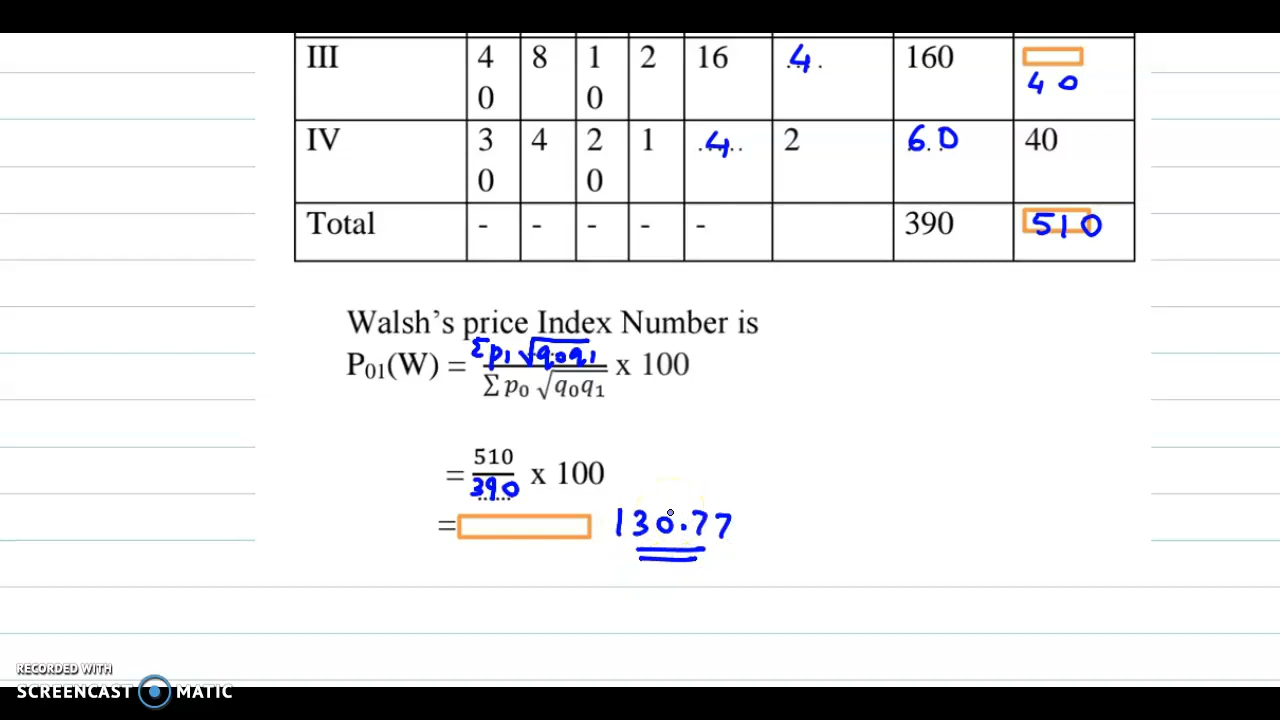 III 4 8 1 2 16 4 160
0 0 40
IV 3 4 2 1 4 2 60 40
0 0
Total - - - - - 390 510
Walsh's price Index Number is
P₀₁(W) = Σp₁√q₀q₁ / ∑p₀√q₀q₁ x 100
= 510 / 390 x 100
= 130.77
RECORDED WITH
SCREENCAST MATIC